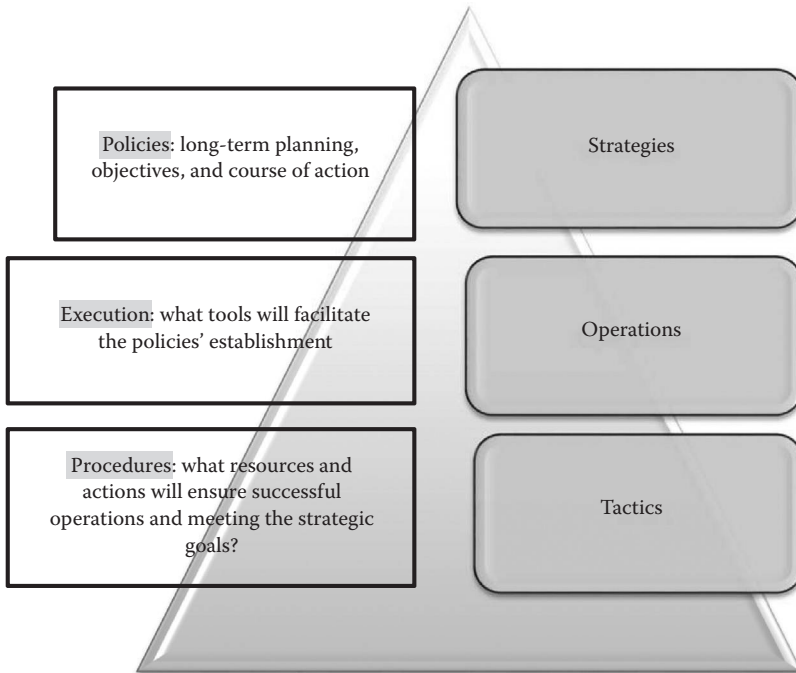 Policies: long-term planning,
objectives, and course of action
Strategies
Execution: what tools will facilitate
the policies’ establishment
Operations
Procedures: what resources and
actions will ensure successful
operations and meeting the strategic
goals?
Tactics